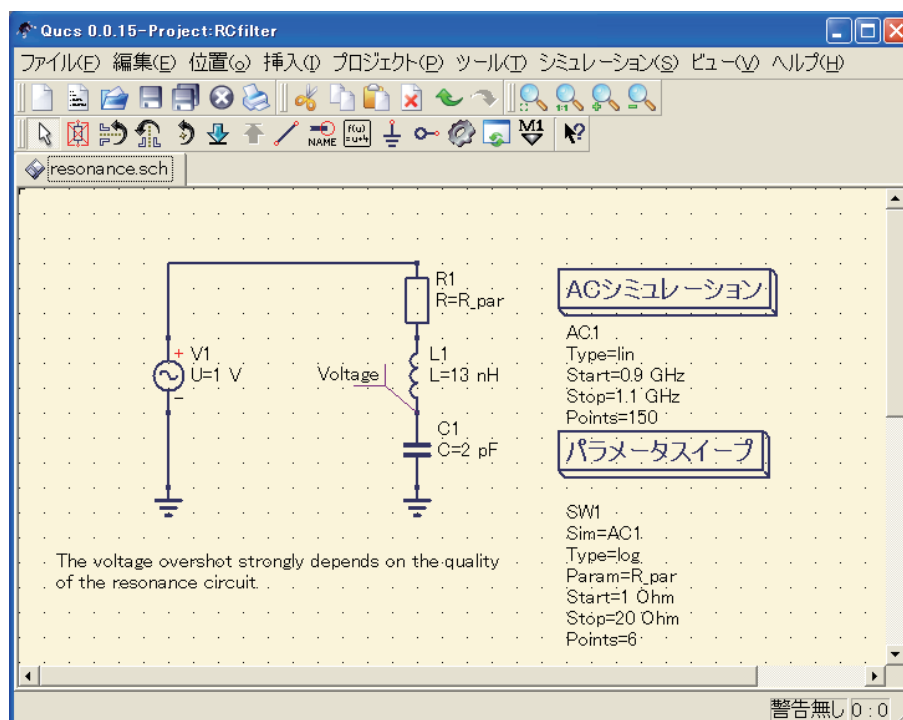 Qucs 0.0.15-Project:RCfilter
ファイル(F) 編集(E) 位置(o) 挿入(I) プロジェクト(P) ツール(T) シミュレーション(S) ビュー(V) ヘルプ(H)
1:1
NAME
f(u)
=u+4
M1
resonance.sch
R1
R=R_par
V1
U=1 V
L1
L=13 nH
Voltage
C1
C=2 pF
The voltage overshot strongly depends on the quality
of the resonance circuit.
ACシミュレーション
AC1
Type=lin
Start=0.9 GHz
Stop=1.1 GHz
Points=150
パラメータスイープ
SW1
Sim=AC1
Type=log
Param=R_par
Start=1 Ohm
Stop=20 Ohm
Points=6
警告無し 0 : 0